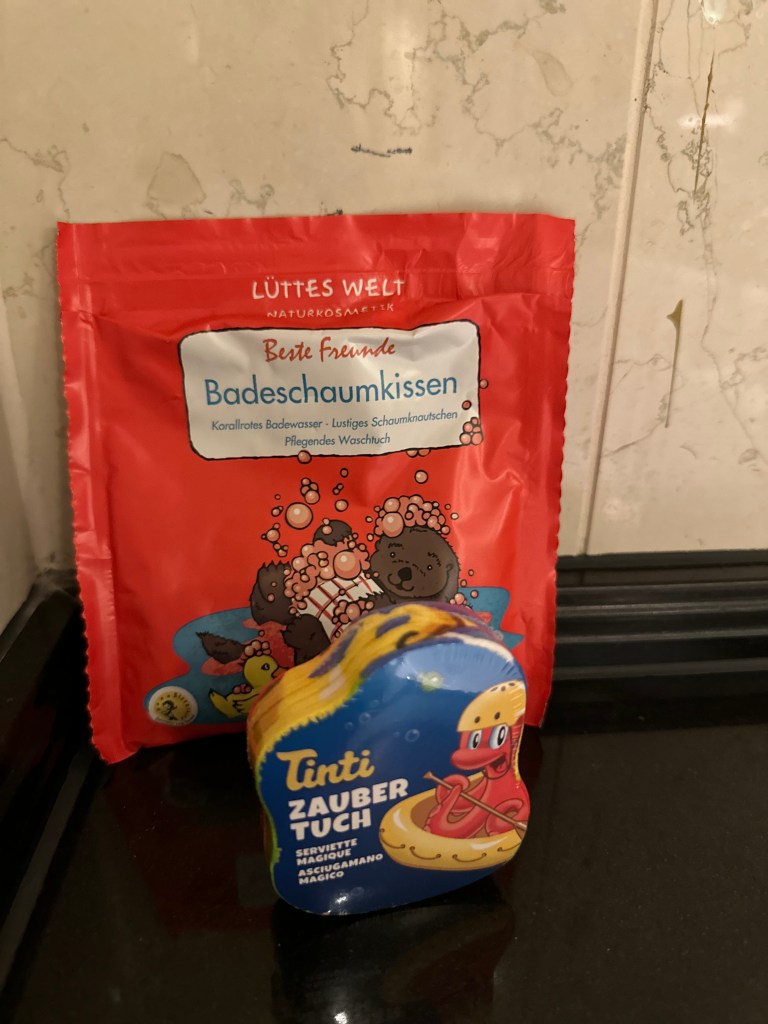 LÜTTES WELT
NATURKOSMETIK
Beste Freunde
Badeschaumkissen
Korallrotes Badewasser - Lustiges Schaumknautschen
Pflegendes Waschtuch
Tinti
ZAUBER
TUCH
SERVIETTE
MAGIQUE
ASCIUGAMANO
MAGICO